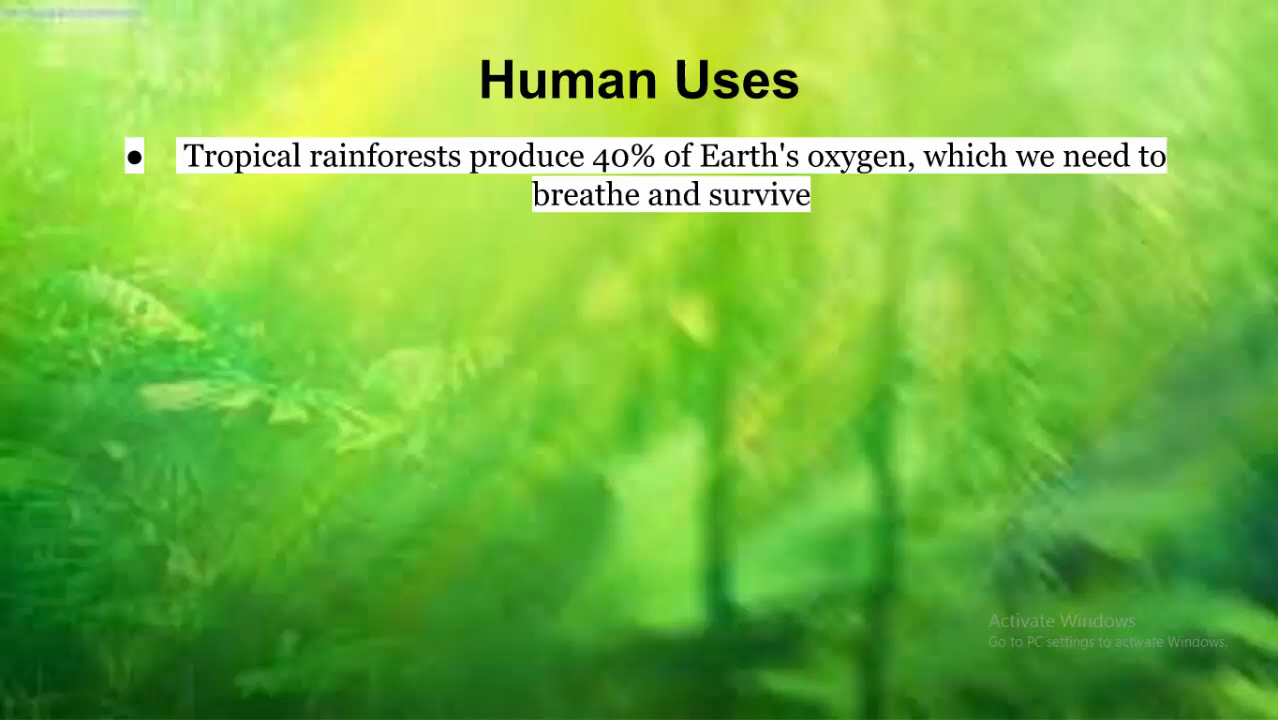 Human Uses
● Tropical rainforests produce 40% of Earth's oxygen, which we need to
breathe and survive
Activate Windows
Go to PC settings to activate Windows.